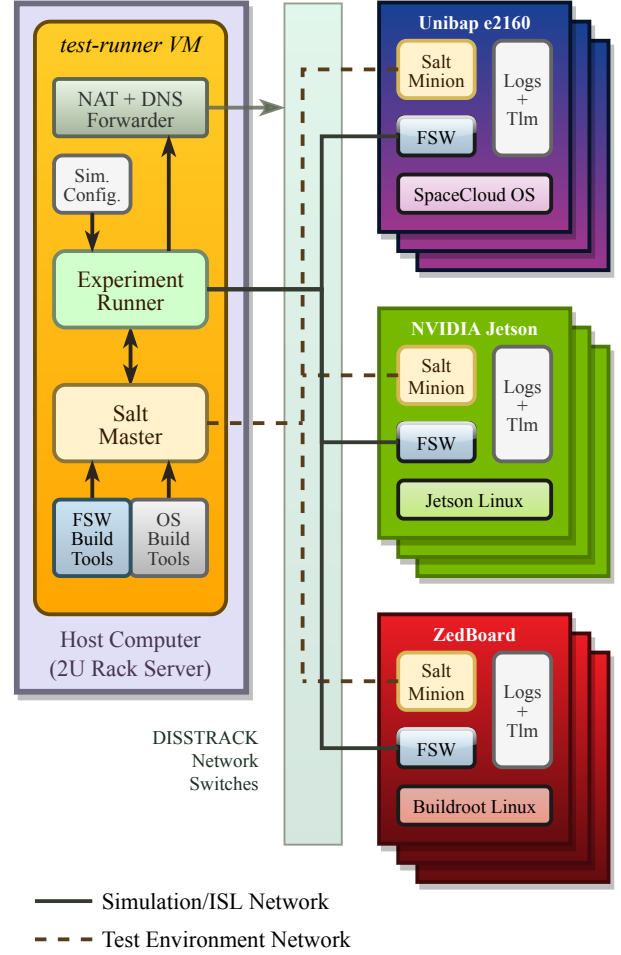 test-runner VM
NAT + DNS
Forwarder
Sim.
Config.
Experiment
Runner
Salt
Master
FSW
Build
Tools
OS
Build
Tools
Host Computer
(2U Rack Server)
DISSTRACK
Network
Switches
Unibap e2160
Salt
Minion
Logs
+
Tlm
FSW
SpaceCloud OS
NVIDIA Jetson
Salt
Minion
Logs
+
Tlm
FSW
Jetson Linux
ZedBoard
Salt
Minion
Logs
+
Tlm
FSW
Buildroot Linux
Simulation/ISL Network
Test Environment Network